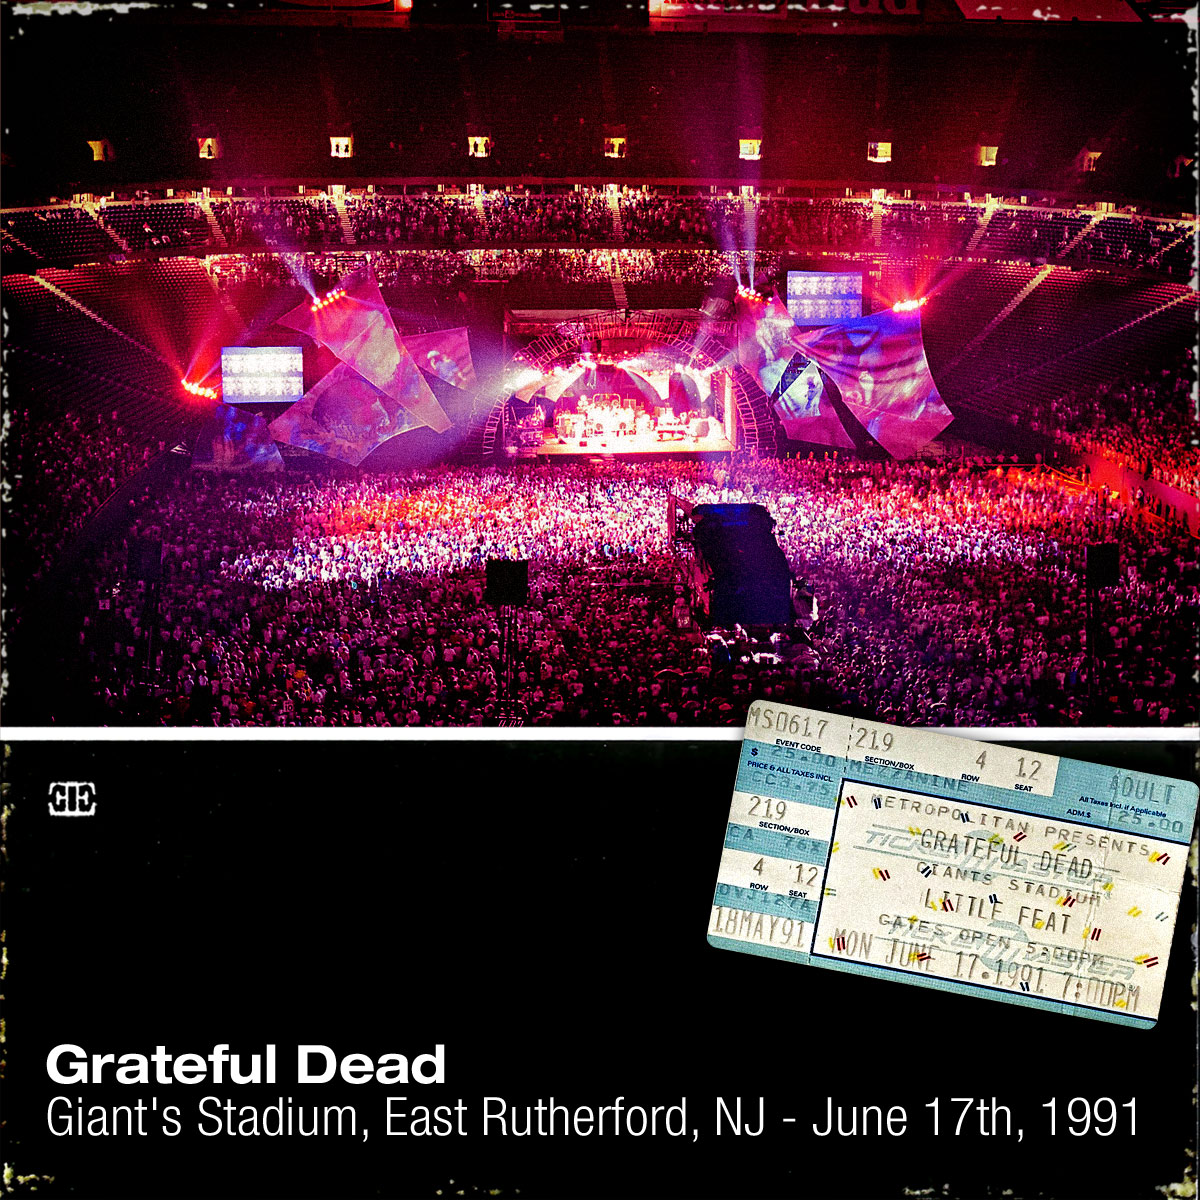 MS0617
EVENT CODE
219
SECTION/BOX
4
ROW
12
SEAT
ADULT
$ 25.00
MEZZANINE
PRICE & ALL TAXES INCL.
All Taxes Incl. if Applicable
ADM.$
25.00
CC 3.75
219
SECTION/BOX
CA 76X
4 12
ROW SEAT
18MAY91
METROPOLITAN PRESENTS
GRATEFUL DEAD
GIANTS STADIUM
LITTLE FEAT
GATES OPEN 5:00PM
MON JUNE 17,1991 7:00PM
Grateful Dead
Giant's Stadium, East Rutherford, NJ - June 17th, 1991